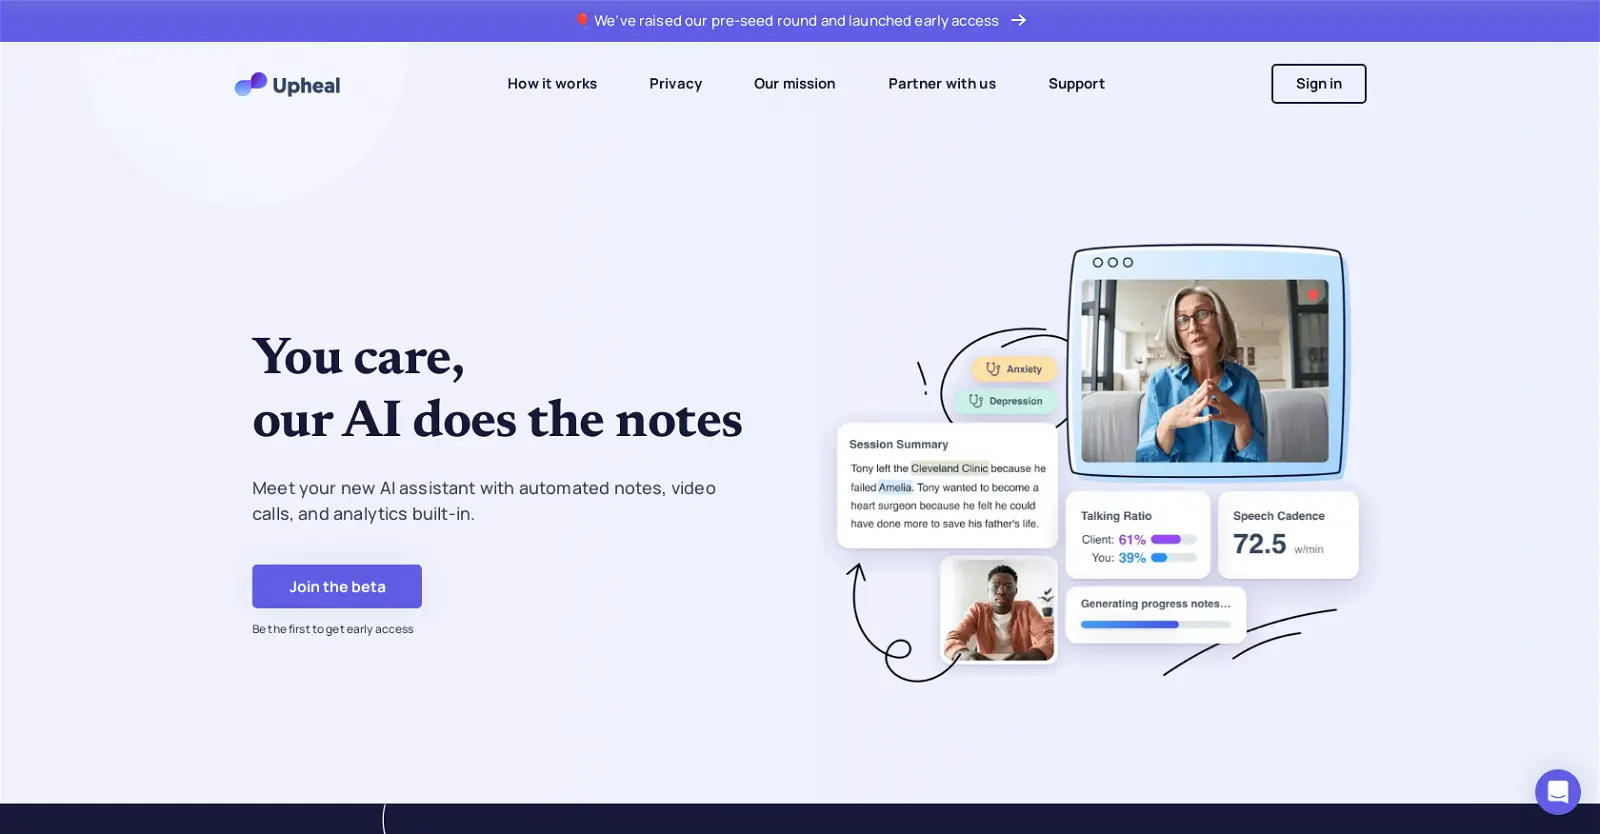 We've raised our pre-seed round and launched early access
Upheal
How it works
Privacy
Our mission
Partner with us
Support
Sign in
You care,
our AI does the notes
Meet your new AI assistant with automated notes, video
calls, and analytics built-in.
Join the beta
Be the first to get early access
Anxiety
Depression
Session Summary
Tony left the Cleveland Clinic because he
failed Amelia. Tony wanted to become a
heart surgeon because he felt he could
have done more to save his father's life.
Talking Ratio
Client: 61%
You: 39%
Speech Cadence
72.5 w/min
Generating progress notes...